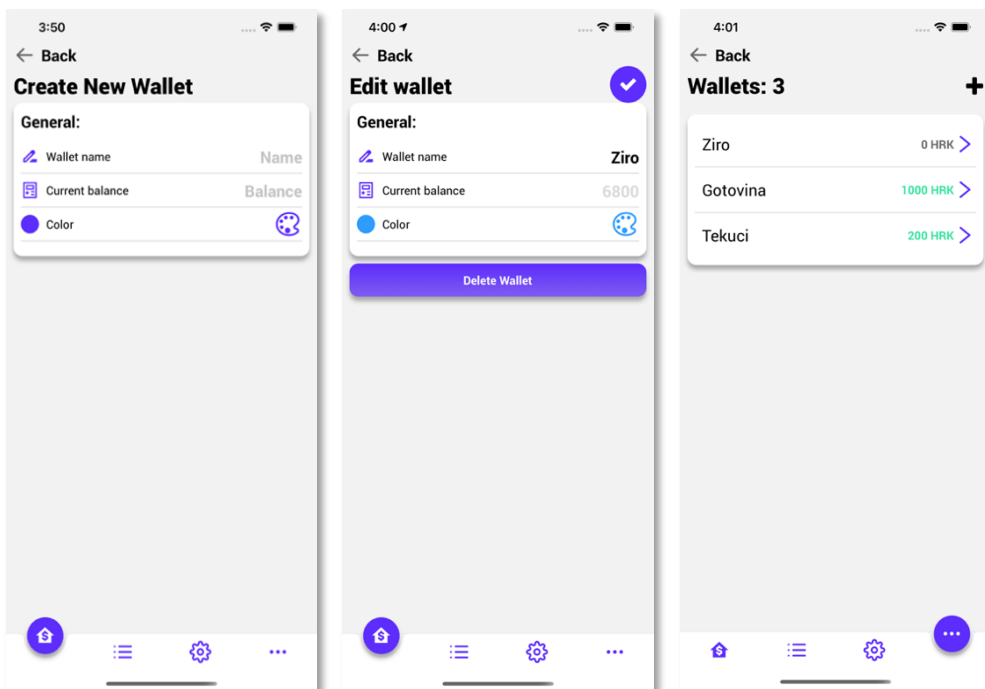 3:50
Back
Create New Wallet
General:
Wallet name Name
Current balance Balance
Color
4:00
Back
Edit wallet
General:
Wallet name Ziro
Current balance 6800
Color
Delete Wallet
4:01
Back
Wallets: 3
Ziro 0 HRK
Gotovina 1000 HRK
Tekuci 200 HRK